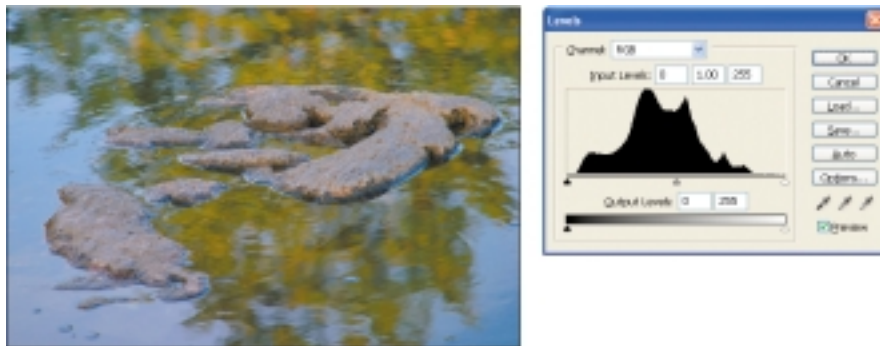 Levels
Channel: RGB
Input Levels: 0 1.00 255
Output Levels: 0 255
OK
Cancel
Load...
Save...
Auto
Options...
Preview